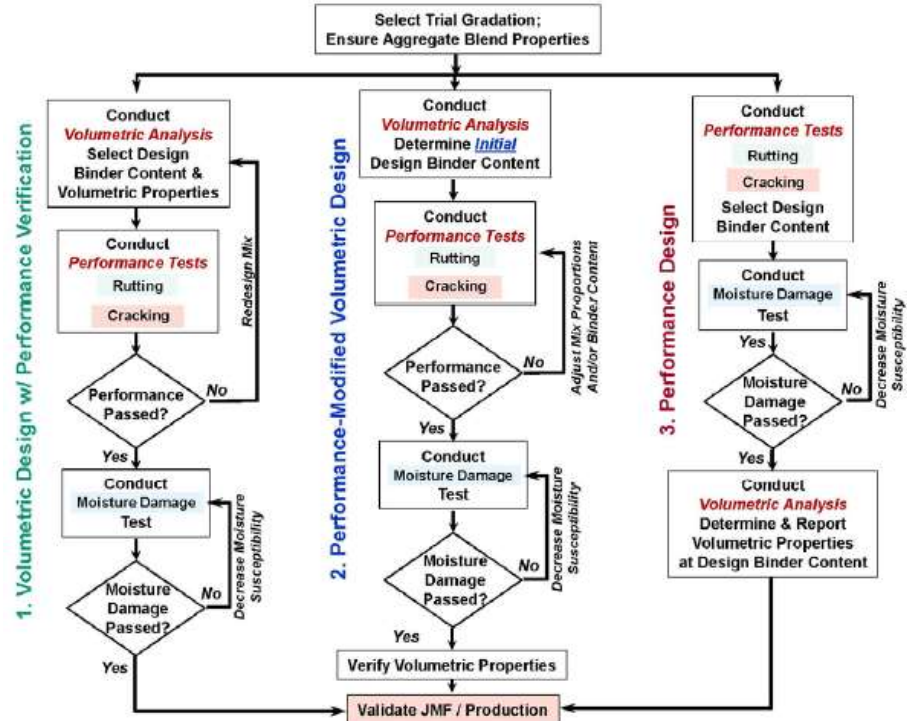 Select Trial Gradation;
Ensure Aggregate Blend Properties
1. Volumetric Design w/ Performance Verification
Conduct
Volumetric Analysis
Select Design
Binder Content &
Volumetric Properties
Conduct
Performance Tests
Rutting
Cracking
Redesign Mix
Performance
Passed?
No
Yes
Conduct
Moisture Damage
Test
Decrease Moisture
Susceptibility
Moisture
Damage
Passed?
No
Yes
2. Performance-Modified Volumetric Design
Conduct
Volumetric Analysis
Determine Initial
Design Binder Content
Conduct
Performance Tests
Rutting
Cracking
Adjust Mix Proportions
And/or Binder Content
Performance
Passed?
No
Yes
Conduct
Moisture Damage
Test
Decrease Moisture
Susceptibility
Moisture
Damage
Passed?
No
Yes
Verify Volumetric Properties
3. Performance Design
Conduct
Performance Tests
Rutting
Cracking
Select Design
Binder Content
Conduct
Moisture Damage
Test
Yes
Decrease Moisture
Susceptibility
Moisture
Damage
Passed?
No
Yes
Conduct
Volumetric Analysis
Determine & Report
Volumetric Properties
at Design Binder Content
Validate JMF / Production